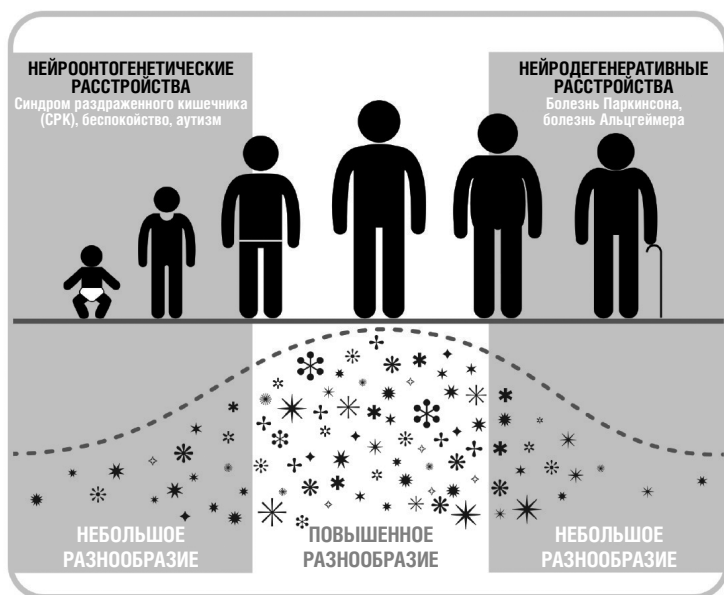 НЕЙРООНТОГЕНЕТИЧЕСКИЕ
РАССТРОЙСТВА
Синдром раздраженного кишечника
(СРК), беспокойство, аутизм
НЕЙРОДЕГЕНЕРАТИВНЫЕ
РАССТРОЙСТВА
Болезнь Паркинсона,
болезнь Альцгеймера
НЕБОЛЬШОЕ
РАЗНООБРАЗИЕ
ПОВЫШЕННОЕ
РАЗНООБРАЗИЕ
НЕБОЛЬШОЕ
РАЗНООБРАЗИЕ